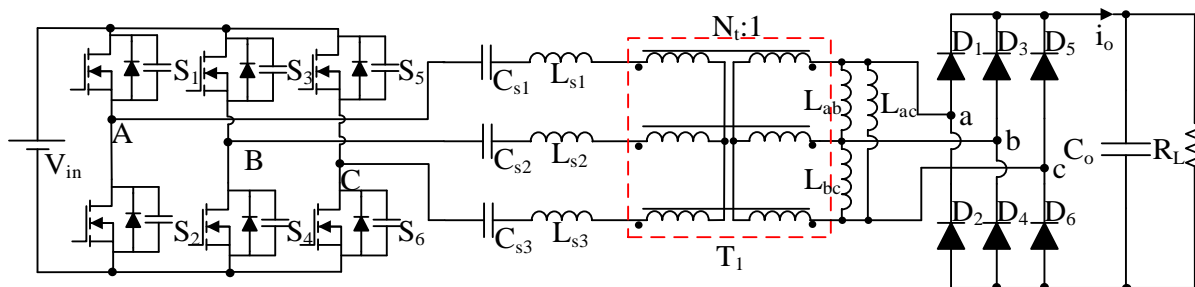 N_t:1
D_1
D_3
D_5
i_o
S_1
S_3
S_5
C_s1
L_s1
L_ab
L_ac
A
a
V_in
B
C_s2
L_s2
b
C_o
R_L
C
L_bc
c
S_2
S_4
S_6
C_s3
L_s3
D_2
D_4
D_6
T_1